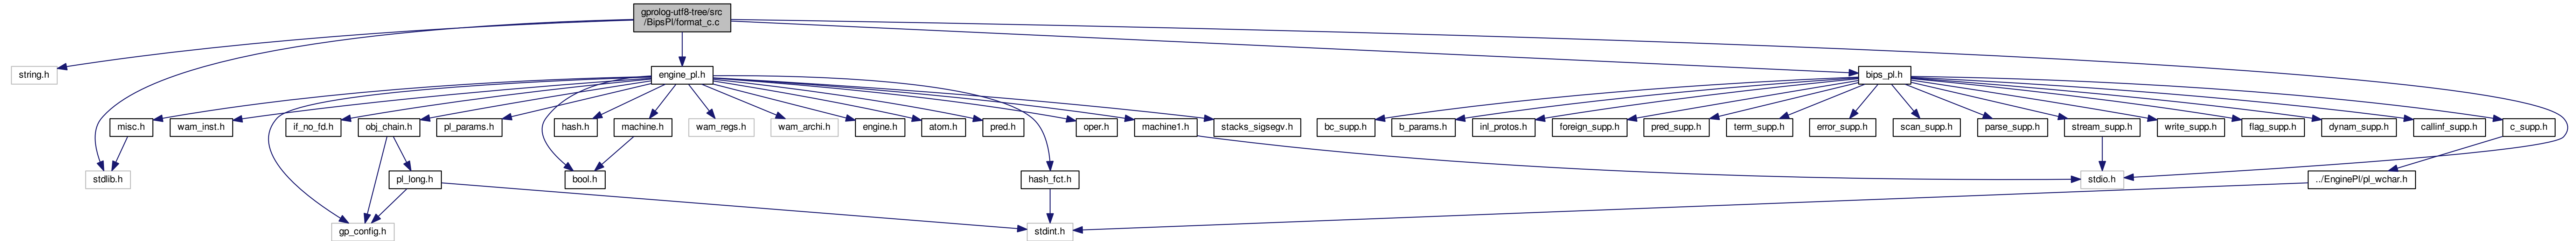 gprolog-utf8-tree/src
/BipsPl/format_c.c
string.h
engine_pl.h
bips_pl.h
misc.h
wam_inst.h
if_no_fd.h
obj_chain.h
pl_params.h
hash.h
machine.h
wam_regs.h
wam_archi.h
engine.h
atom.h
pred.h
oper.h
machine1.h
stacks_sigsegv.h
bc_supp.h
b_params.h
inl_protos.h
foreign_supp.h
pred_supp.h
term_supp.h
error_supp.h
scan_supp.h
parse_supp.h
stream_supp.h
write_supp.h
flag_supp.h
dynam_supp.h
callinf_supp.h
c_supp.h
stdlib.h
pl_long.h
bool.h
hash_fct.h
stdio.h
../EnginePl/pl_wchar.h
gp_config.h
stdint.h